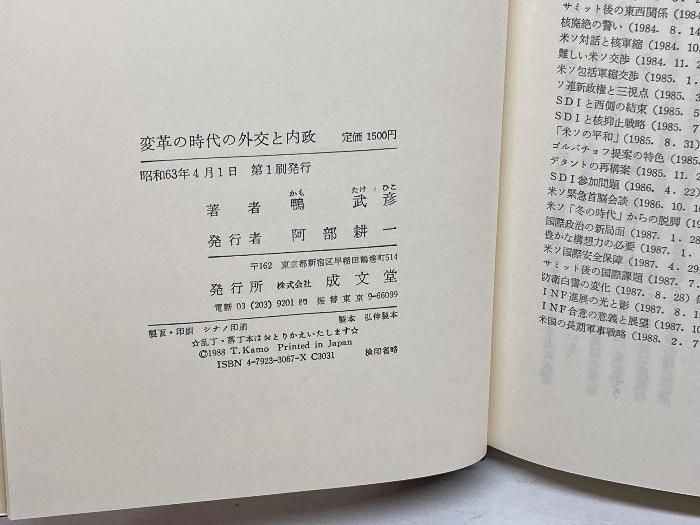 変革の時代の外交と内政 定価 1500円
昭和63年4月1日 第1刷発行
かも たけ ひこ
著者 鴨 武彦
発行者 阿部耕一
〒162 東京都新宿区早稲田鶴巻町514
発行所 株式会社 成文堂
電話 03 (203) 9201 ㈹ 振替東京 9-66099
製版・印刷 シナノ印刷 製本 弘伸製本
☆乱丁・落丁本はおとりかえいたします☆
©1988 T. Kamo Printed in Japan
ISBN 4-7923-3067-X C3031 検印省略
サミット後の東西関係 (1984
核廃絶の誓い (1984. 8. 14
米ソ対話と核軍縮 (1984. 10.
難しい米ソ交渉 (1984. 11. 2
米ソ包括軍縮交渉 (1985. 1.
ソ連新政権と三視点 (1985. 3
SDIと西側の結束 (1985. 5
SDIと核抑止戦略 (1985. 7
「米ソの平和」 (1985. 8. 31)
ゴルバチョフ提案の特色 (1985.
デタントの再構築 (1985. 11. 2
SDI参加問題 (1986. 4. 22)
米ソ緊急首脳会談 (1986. 10. 1
米ソ「冬の時代」からの脱脚 (19
国際政治の新局面 (1987. 1. 28
豊かな構想力の必要 (1987. 1.
米ソ国際安全保障 (1987. 4.
サミット後の国際課題 (1987. 7.
防衛白書の変化 (1987. 8. 28)
INF進展の光と影 (1987. 9. 1
INF合意の意義と展望 (1987. 10
米国の長期軍事戦略 (1988. 2. 7